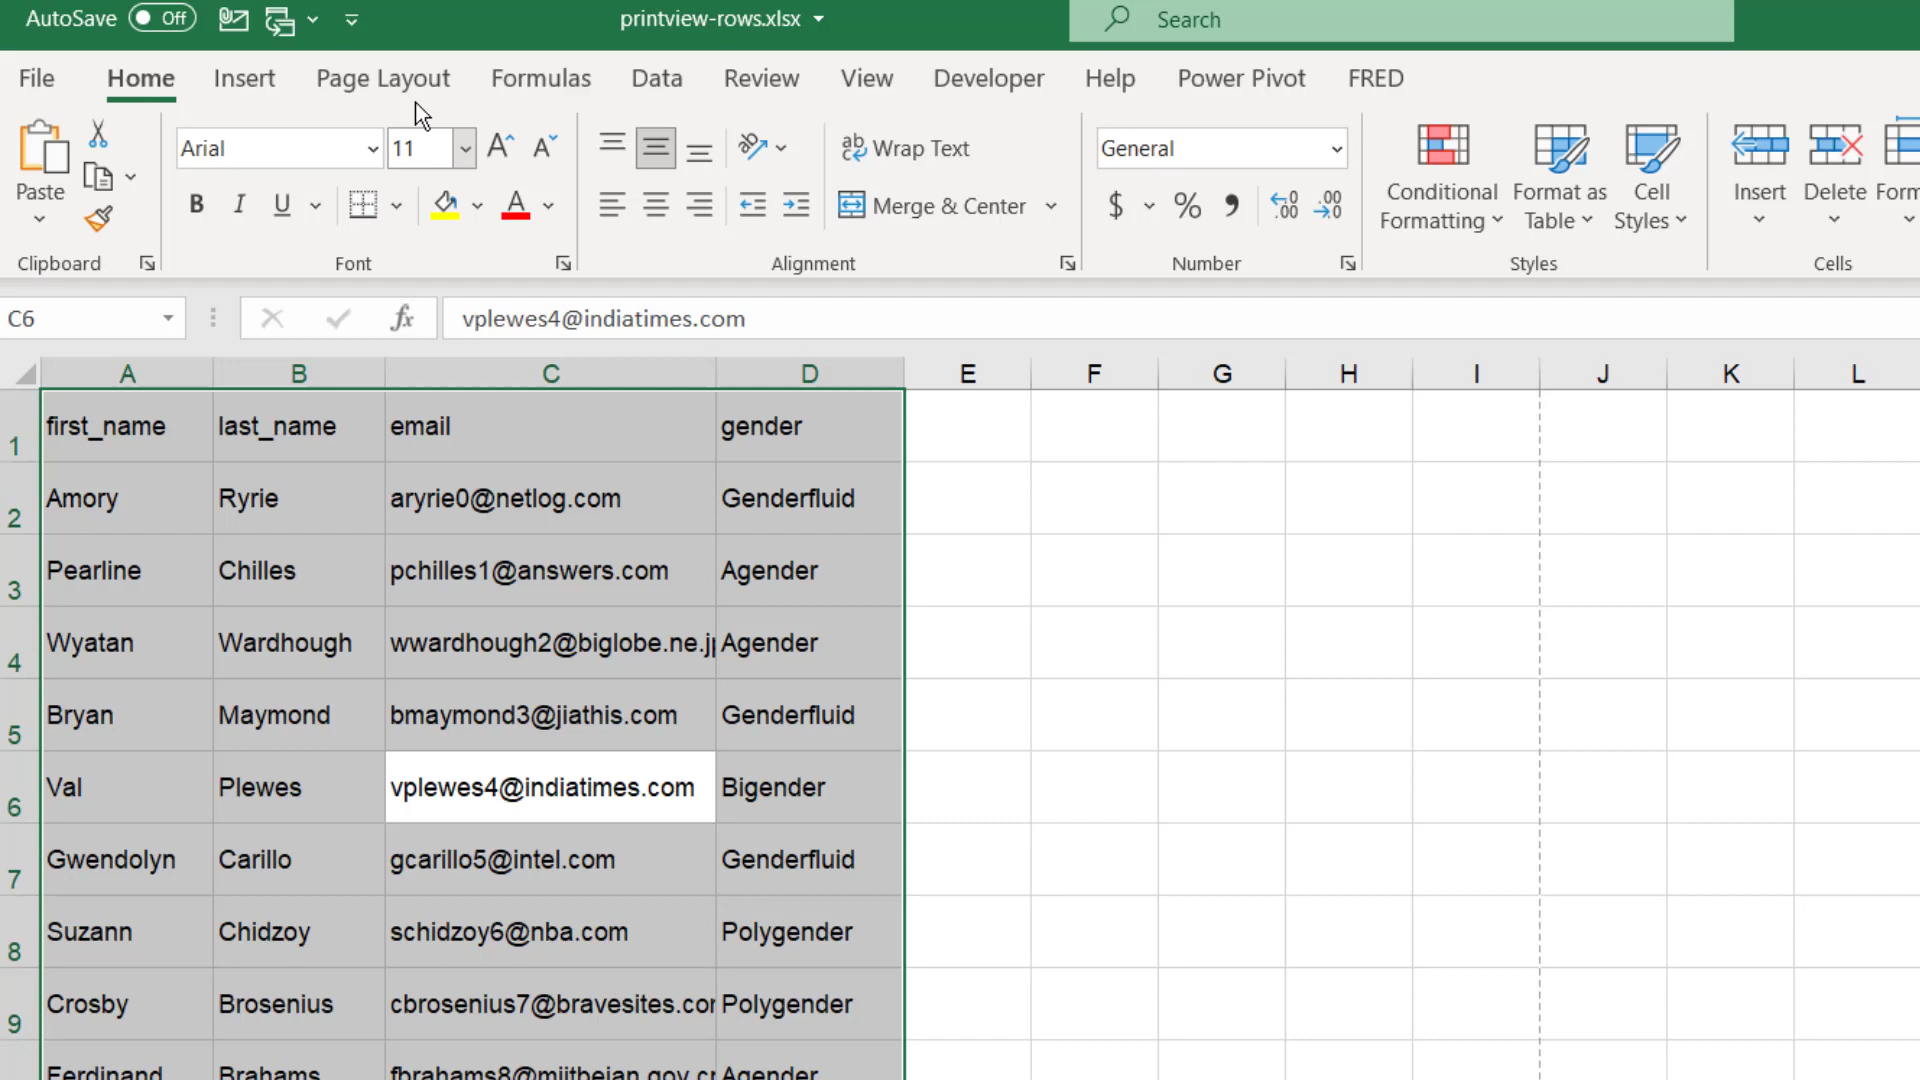 AutoSave Off printview-rows.xlsx Search
File Home Insert Page Layout Formulas Data Review View Developer Help Power Pivot FRED
Paste Arial 11 Wrap Text General Conditional Formatting Format as Table Cell Styles Insert Delete
B I U A Merge & Center $ % 9 .00
Clipboard Font Alignment Number Styles Cells
C6 fx vplewes4@indiatimes.com
A B C D E F G H I J K L
1 first_name last_name email gender
2 Amory Ryrie aryrie0@netlog.com Genderfluid
3 Pearline Chilles pchilles1@answers.com Agender
4 Wyatan Wardhough wwardhough2@biglobe.ne.j Agender
5 Bryan Maymond bmaymond3@jiathis.com Genderfluid
6 Val Plewes vplewes4@indiatimes.com Bigender
7 Gwendolyn Carillo gcarillo5@intel.com Genderfluid
8 Suzann Chidzoy schidzoy6@nba.com Polygender
9 Crosby Brosenius cbrosenius7@bravesites.co Polygender
Ferdinand Brahams Agender